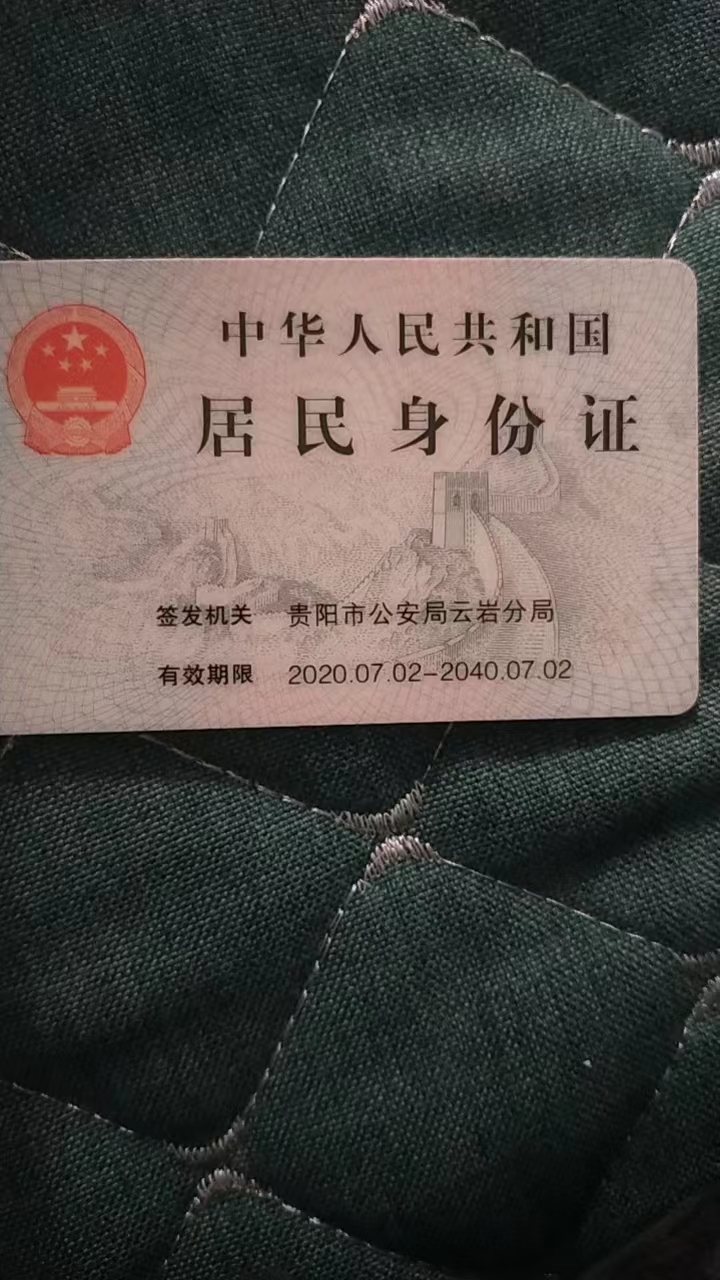 中华人民共和国
居民身份证
签发机关 贵阳市公安局云岩分局
有效期限 2020.07.02-2040.07.02